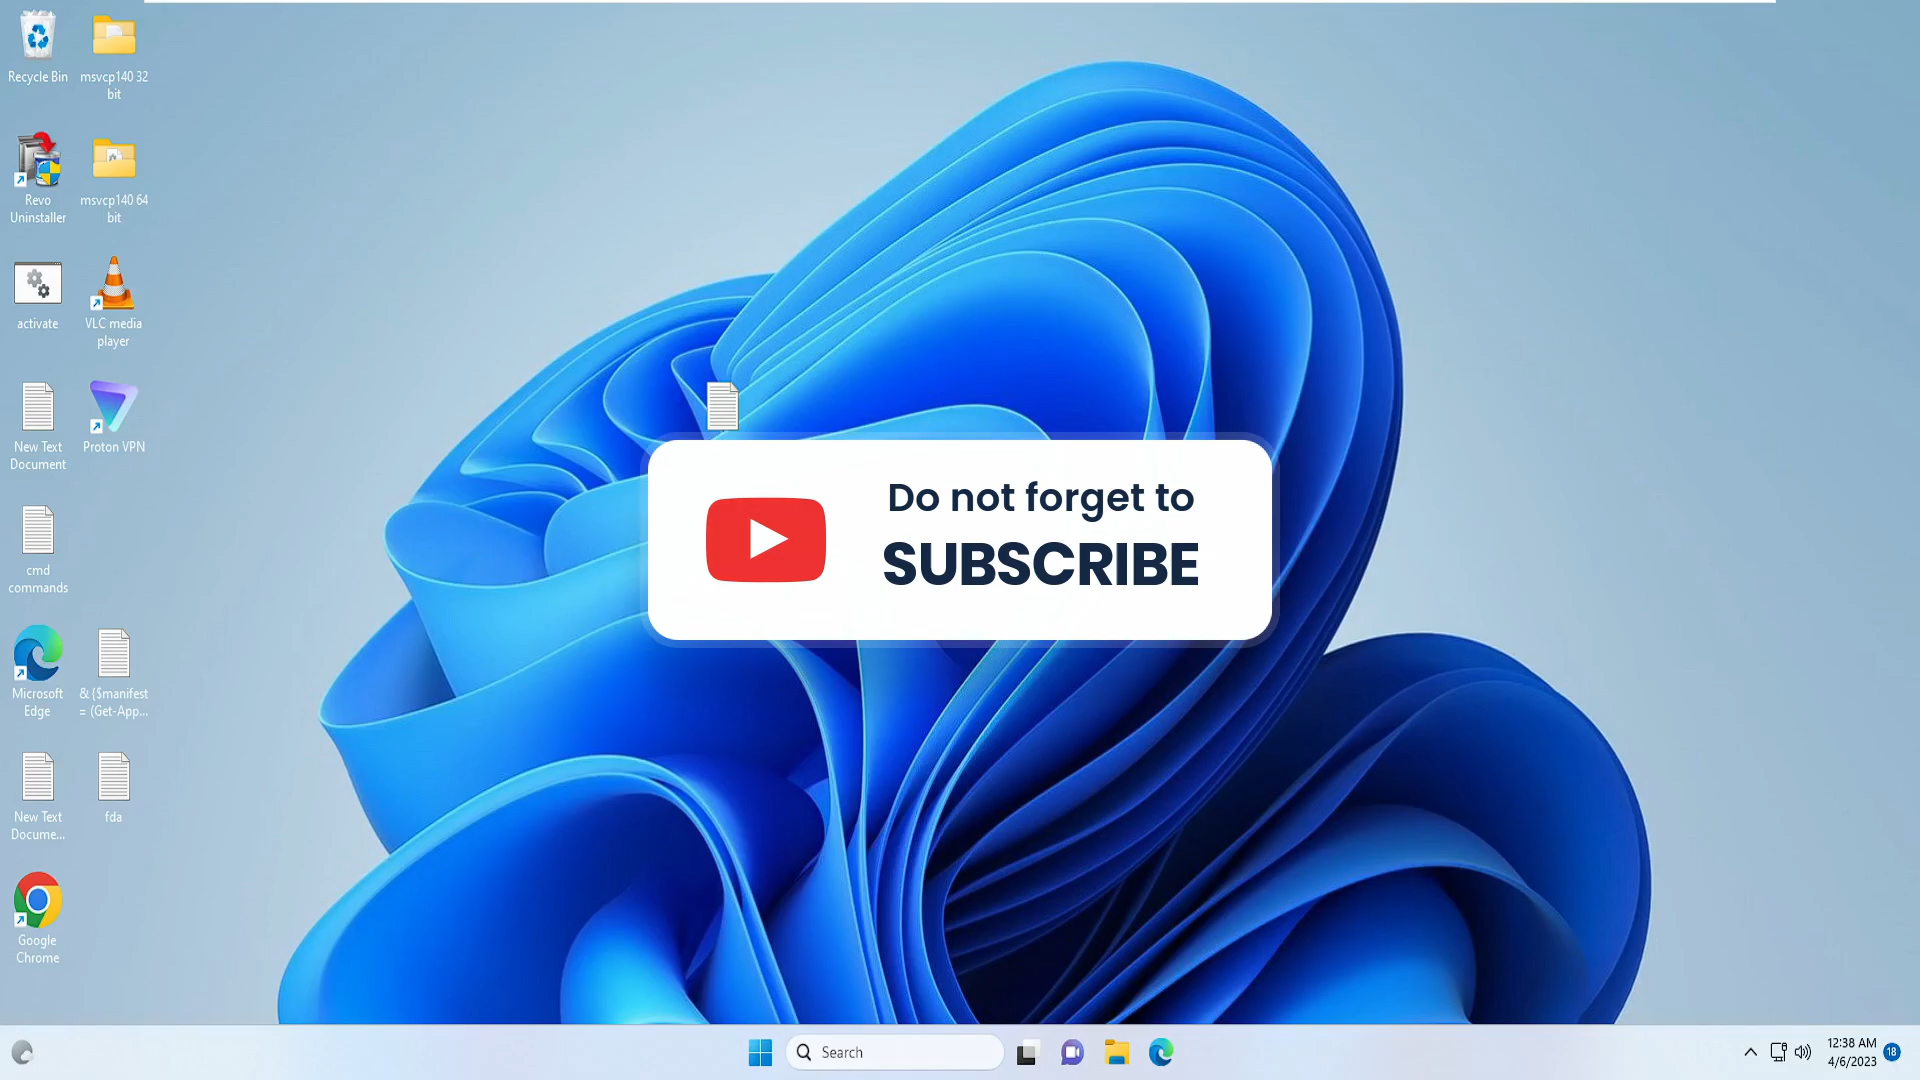 Recycle Bin
msvcp140 32
bit
Revo
Uninstaller
msvcp140 64
bit
activate
VLC media
player
New Text
Document
Proton VPN
cmd
commands
Microsoft
Edge
& {$manifest
= (Get-App...
New Text
Docume...
fda
Google
Chrome
Do not forget to
SUBSCRIBE
Search
12:38 AM
4/6/2023
18